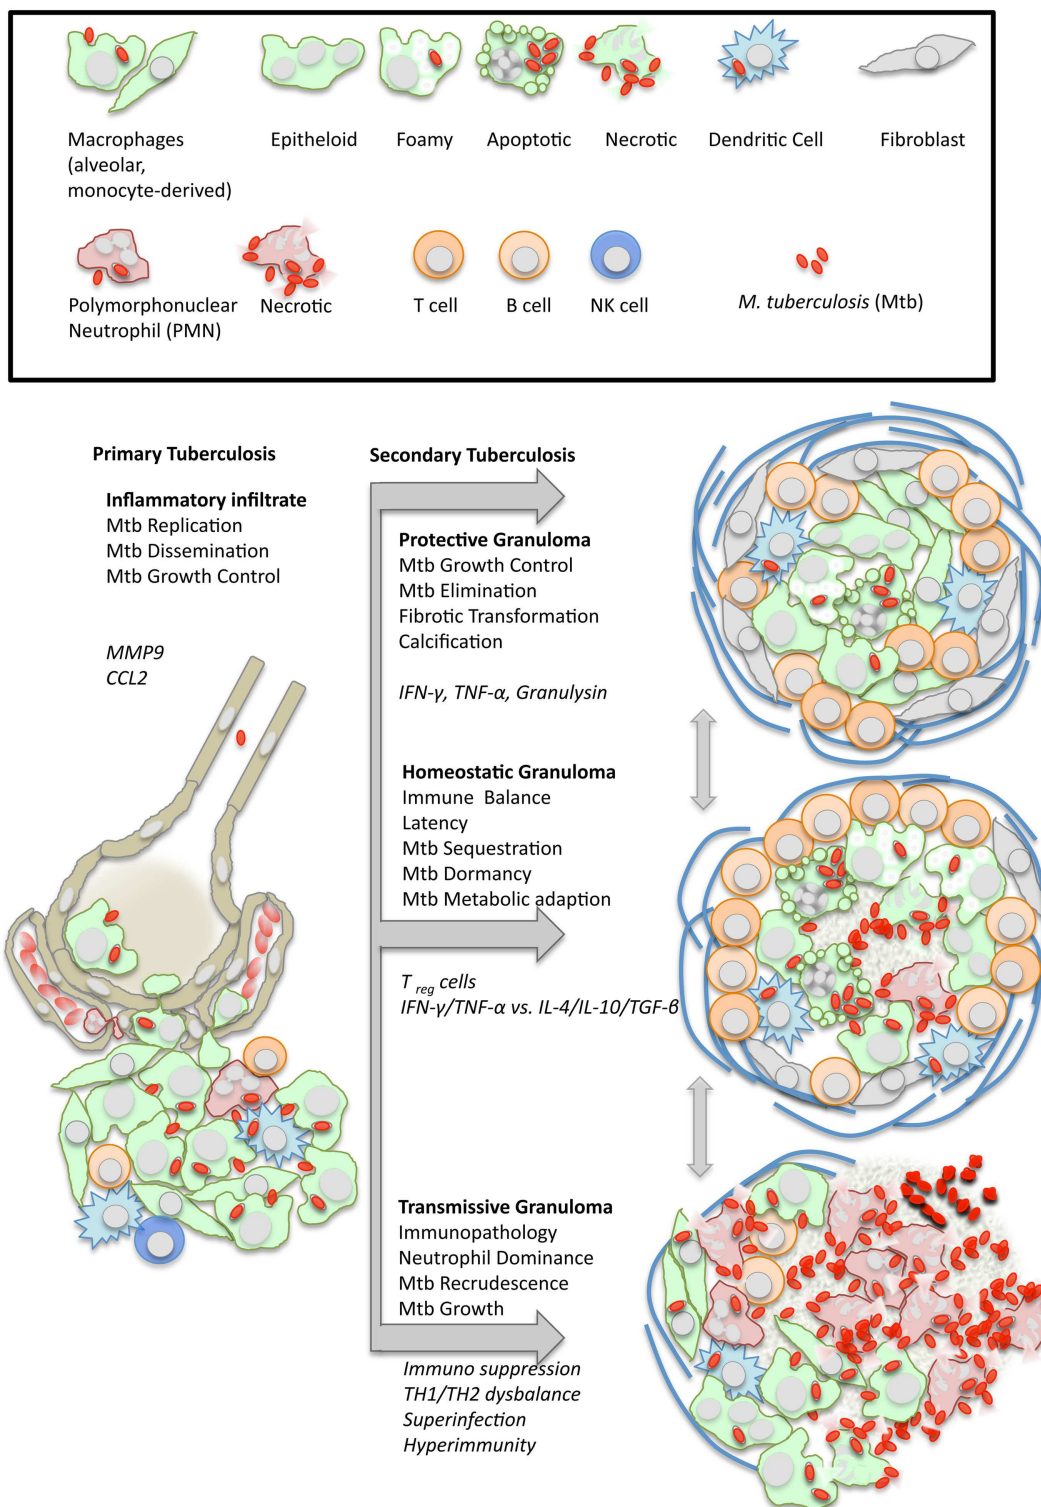 Macrophages
(alveolar,
monocyte-derived)
Epitheloid
Foamy
Apoptotic
Necrotic
Dendritic Cell
Fibroblast
Polymorphonuclear
Neutrophil (PMN)
Necrotic
T cell
B cell
NK cell
M. tuberculosis (Mtb)
Primary Tuberculosis
Inflammatory infiltrate
Mtb Replication
Mtb Dissemination
Mtb Growth Control
MMP9
CCL2
Secondary Tuberculosis
Protective Granuloma
Mtb Growth Control
Mtb Elimination
Fibrotic Transformation
Calcification
IFN-γ, TNF-α, Granulysin
Homeostatic Granuloma
Immune Balance
Latency
Mtb Sequestration
Mtb Dormancy
Mtb Metabolic adaption
T reg cells
IFN-γ/TNF-α vs. IL-4/IL-10/TGF-β
Transmissive Granuloma
Immunopathology
Neutrophil Dominance
Mtb Recrudescence
Mtb Growth
Immuno suppression
TH1/TH2 dysbalance
Superinfection
Hyperimmunity